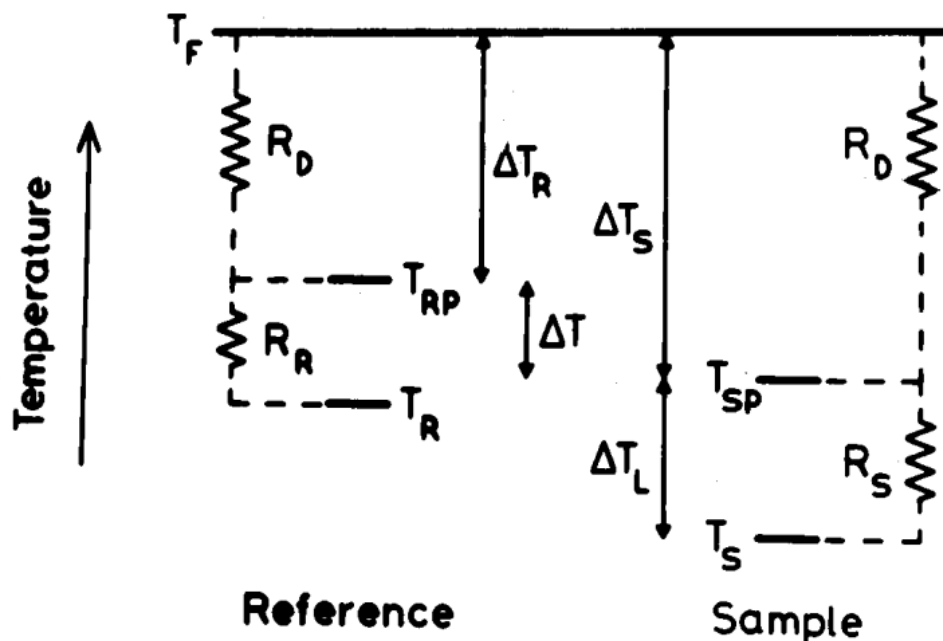 T_F
R_D
ΔT_R
R_D
ΔT_S
Temperature
T_RP
ΔT
R_R
T_SP
T_R
ΔT_L
R_S
T_S
Reference
Sample